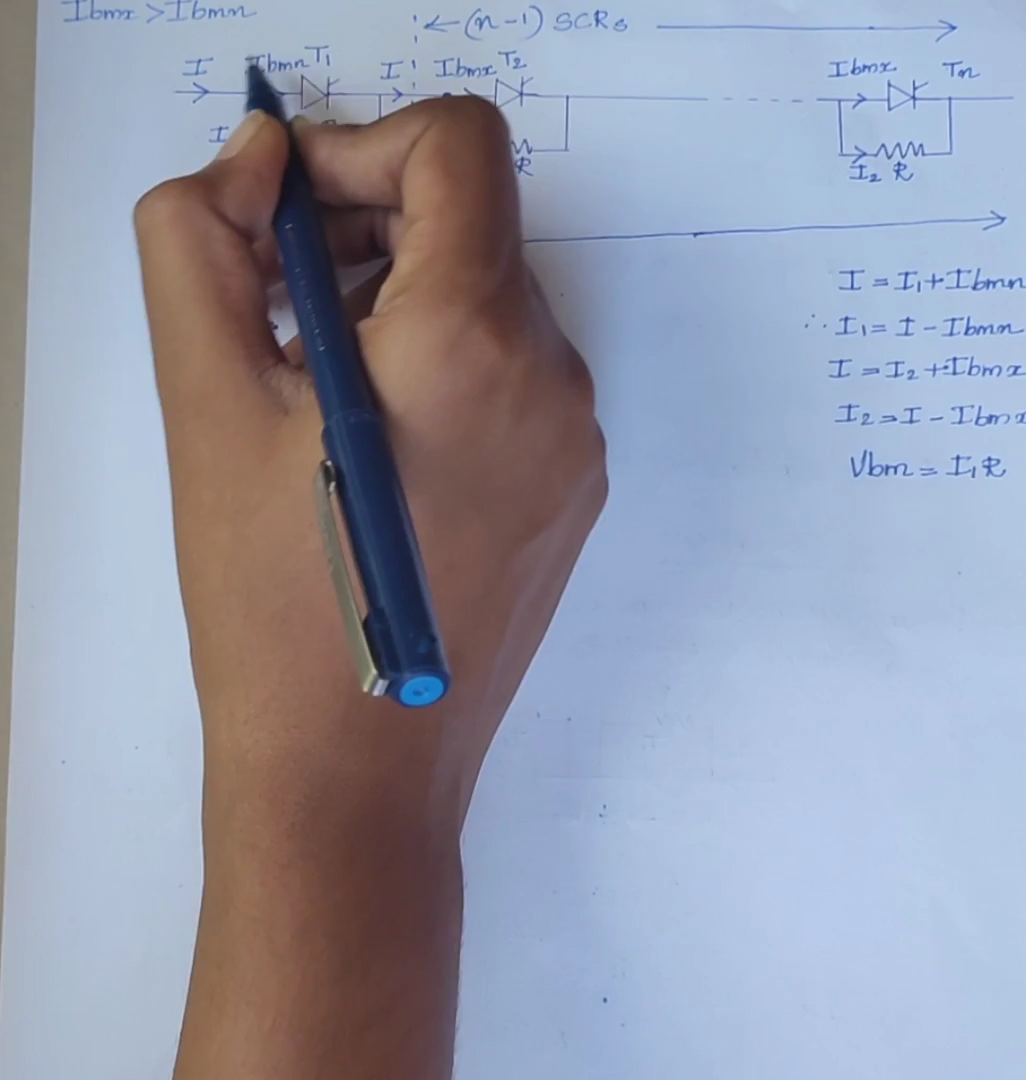 Ibmx > Ibmn
← (n-1) SCRs →
I Ibmn T1 I Ibmx T2 Ibmx Tn
I R I2 R
I = I1 + Ibmn
∴ I1 = I - Ibmn
I = I2 + Ibmx
I2 = I - Ibmx
Vbm = I1 R